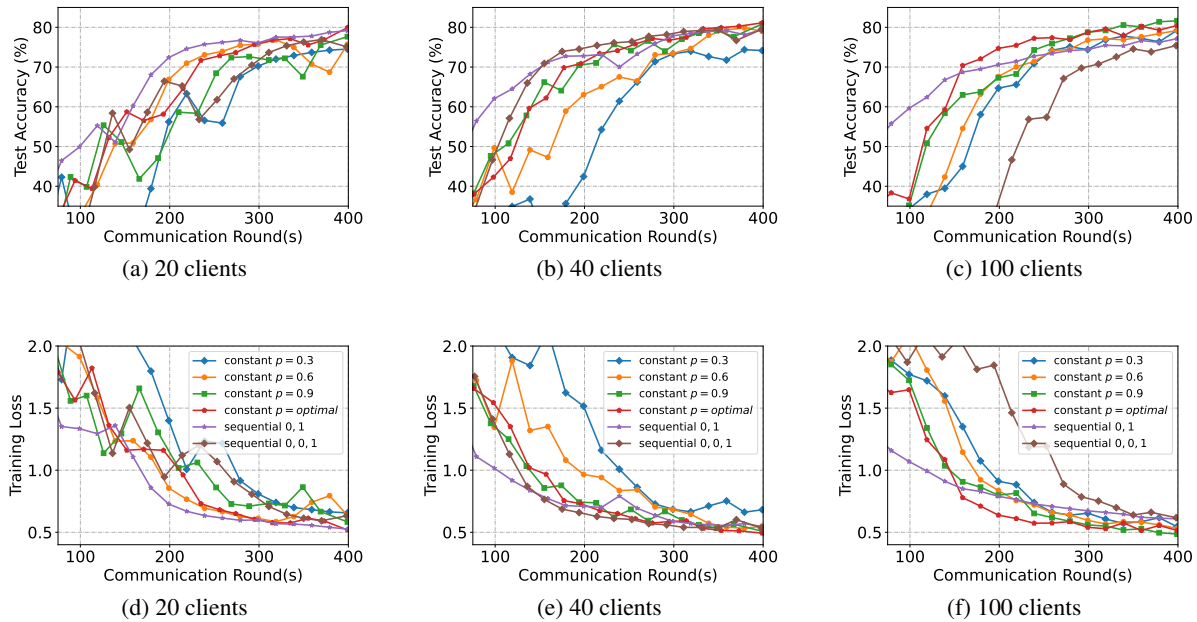 80
70
60
50
40
Test Accuracy (%)
100 200 300 400
Communication Round(s)
(a) 20 clients
80
70
60
50
40
Test Accuracy (%)
100 200 300 400
Communication Round(s)
(b) 40 clients
80
70
60
50
40
Test Accuracy (%)
100 200 300 400
Communication Round(s)
(c) 100 clients
2.0
1.5
1.0
0.5
Training Loss
constant p = 0.3
constant p = 0.6
constant p = 0.9
constant p = optimal
sequential 0, 1
sequential 0, 0, 1
100 200 300 400
Communication Round(s)
(d) 20 clients
2.0
1.5
1.0
0.5
Training Loss
constant p = 0.3
constant p = 0.6
constant p = 0.9
constant p = optimal
sequential 0, 1
sequential 0, 0, 1
100 200 300 400
Communication Round(s)
(e) 40 clients
2.0
1.5
1.0
0.5
Training Loss
constant p = 0.3
constant p = 0.6
constant p = 0.9
constant p = optimal
sequential 0, 1
sequential 0, 0, 1
100 200 300 400
Communication Round(s)
(f) 100 clients